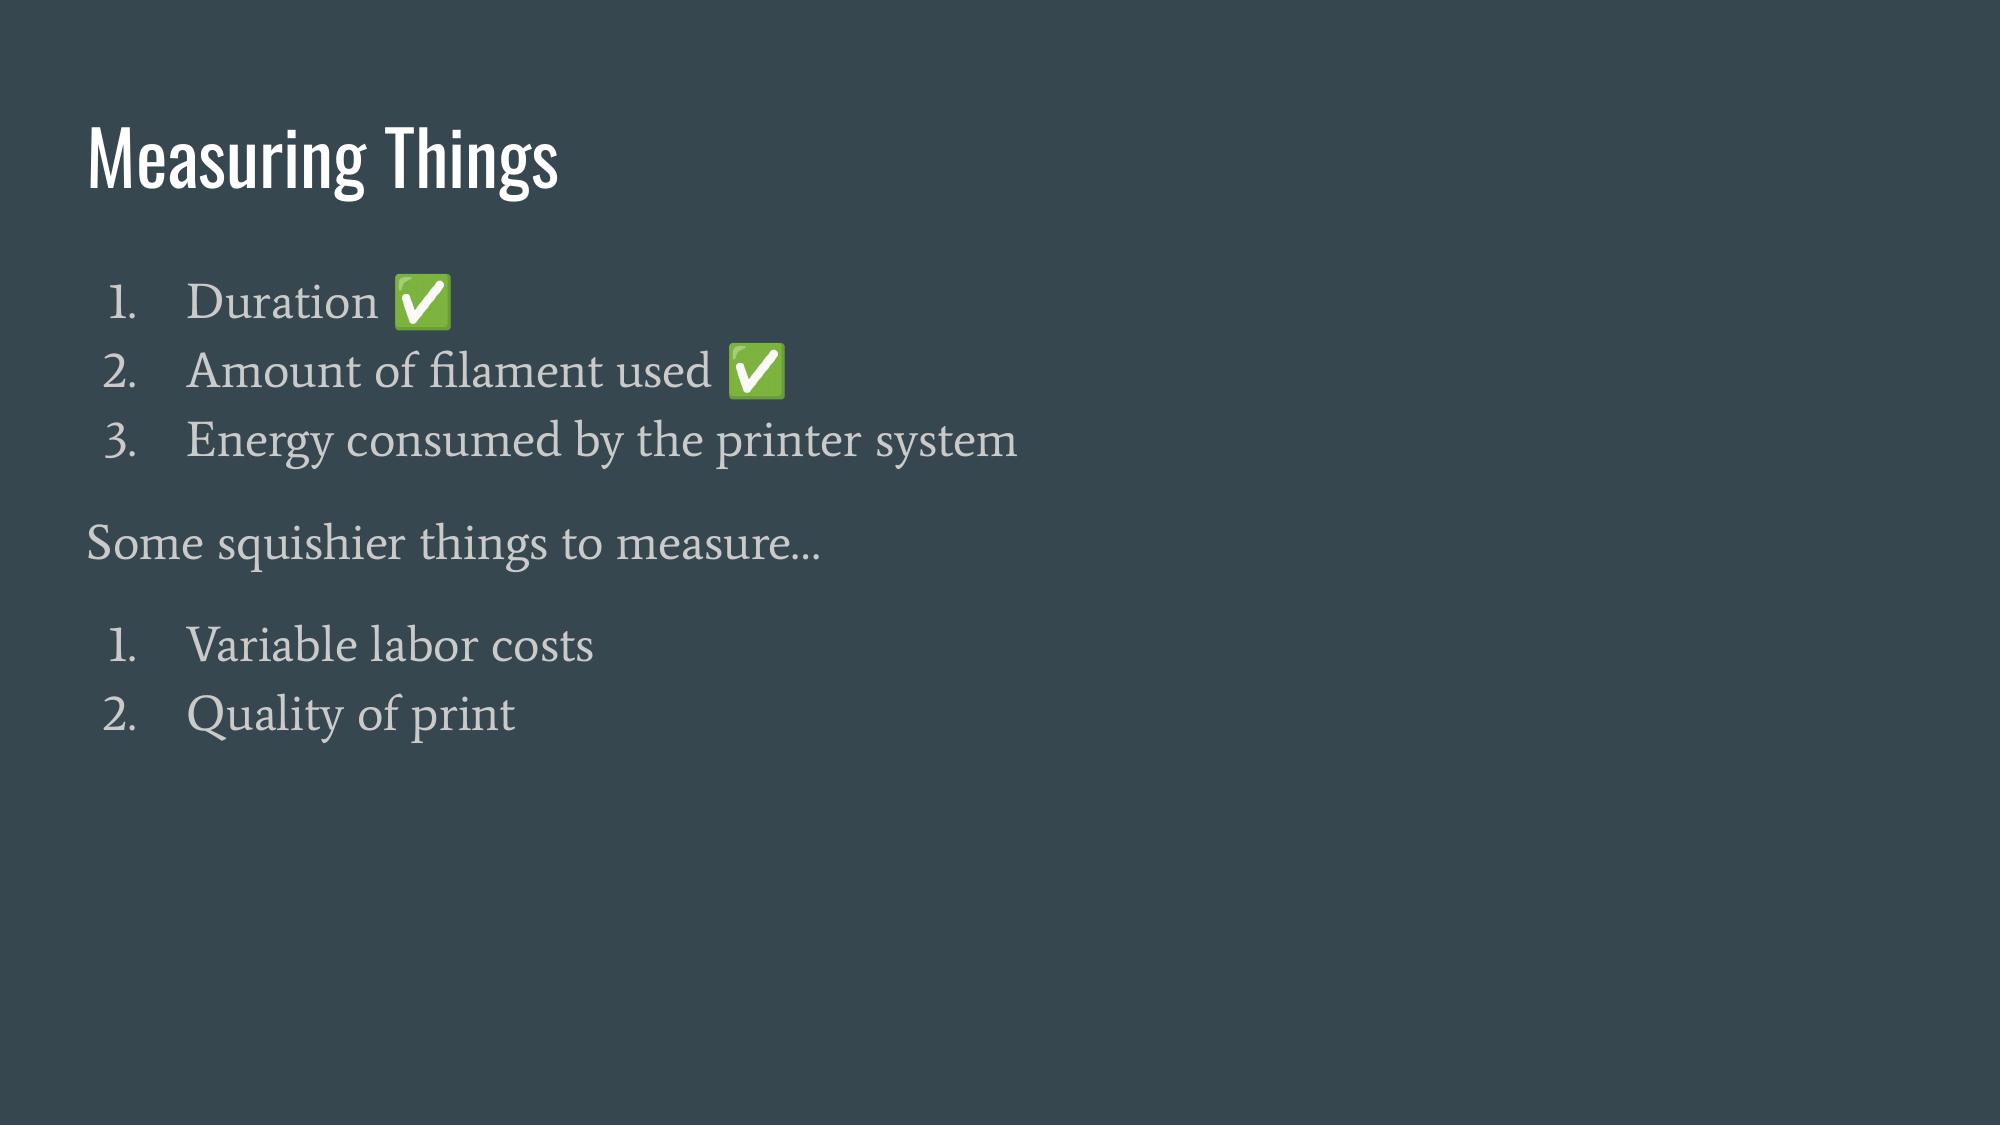 Measuring Things
1. Duration ✅
2. Amount of filament used ✅
3. Energy consumed by the printer system
Some squishier things to measure...
1. Variable labor costs
2. Quality of print